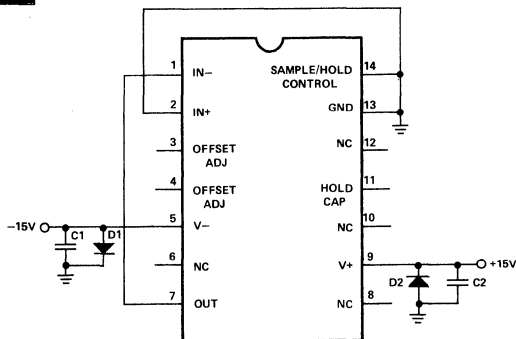 1 IN− SAMPLE/HOLD CONTROL 14
2 IN+ GND 13
3 OFFSET ADJ NC 12
4 OFFSET ADJ HOLD CAP 11
−15V C1 D1 5 V− NC 10
6 NC V+ 9 +15V
D2 C2
7 OUT NC 8